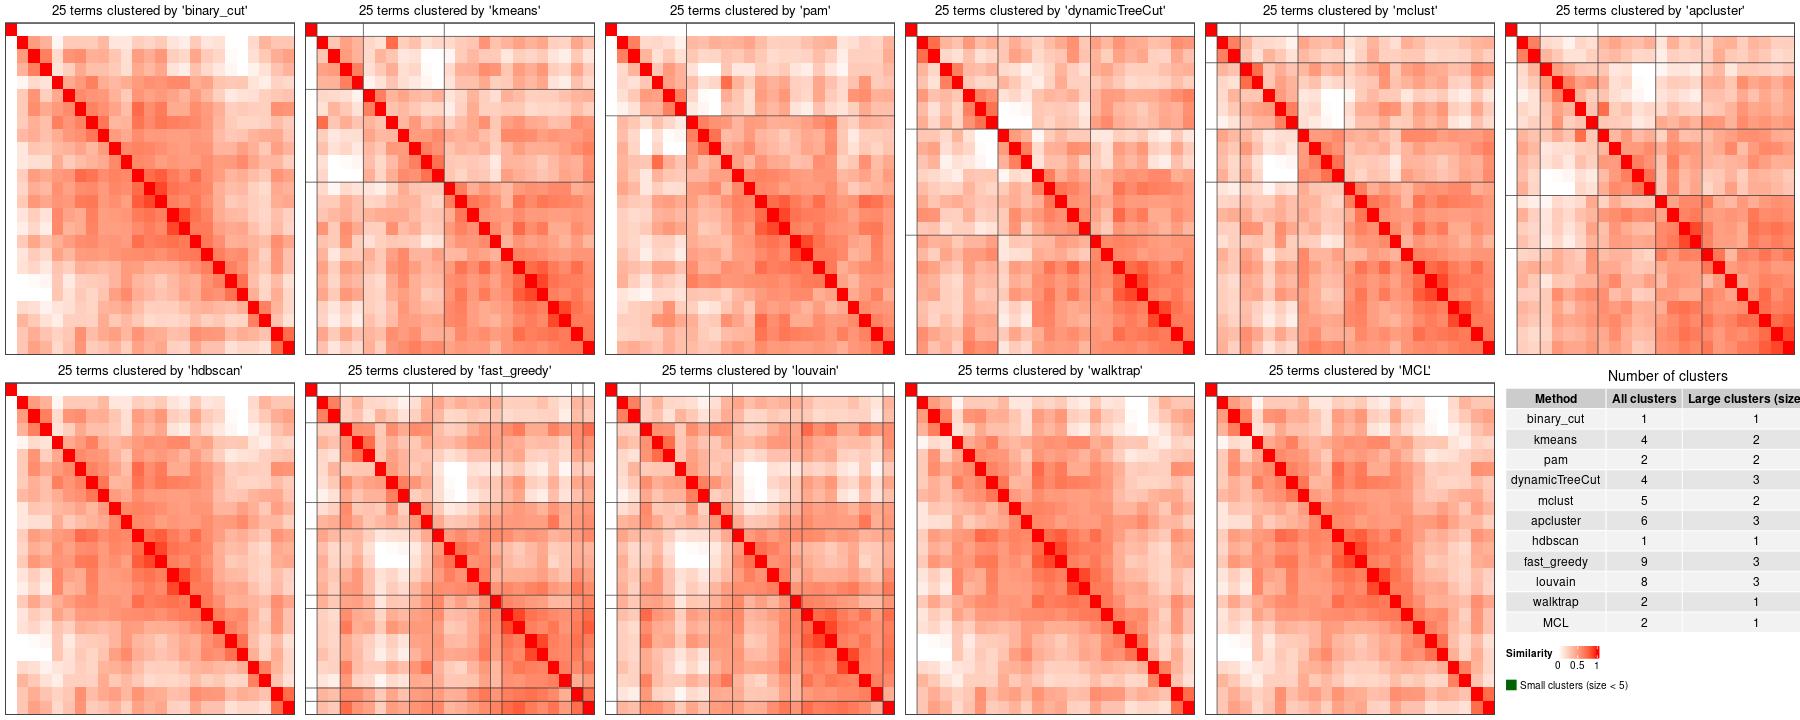 25 terms clustered by 'binary_cut'
25 terms clustered by 'kmeans'
25 terms clustered by 'pam'
25 terms clustered by 'dynamicTreeCut'
25 terms clustered by 'mclust'
25 terms clustered by 'apcluster'
25 terms clustered by 'hdbscan'
25 terms clustered by 'fast_greedy'
25 terms clustered by 'louvain'
25 terms clustered by 'walktrap'
25 terms clustered by 'MCL'
Number of clusters
Method All clusters Large clusters (size
binary_cut 1 1
kmeans 4 2
pam 2 2
dynamicTreeCut 4 3
mclust 5 2
apcluster 6 3
hdbscan 1 1
fast_greedy 9 3
louvain 8 3
walktrap 2 1
MCL 2 1
Similarity
0 0.5 1
Small clusters (size < 5)